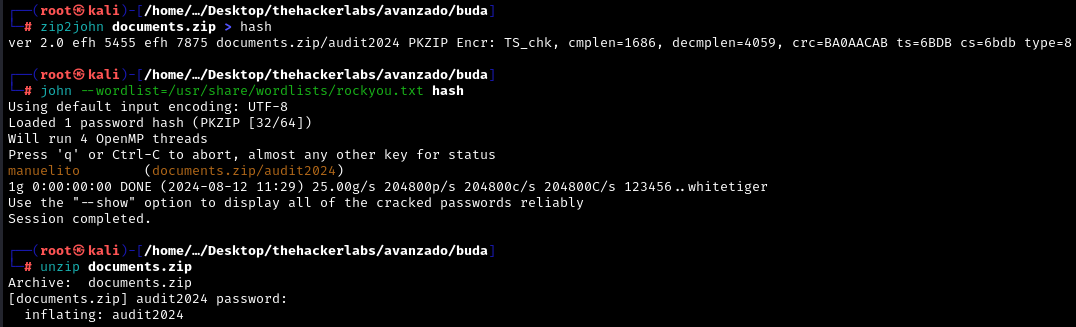 ┌──(root㉿kali)-[/home/…/Desktop/thehackerlabs/avanzado/buda]
└─# zip2john documents.zip > hash
ver 2.0 efh 5455 efh 7875 documents.zip/audit2024 PKZIP Encr: TS_chk, cmplen=1686, decmplen=4059, crc=BA0AACAB ts=6BDB cs=6bdb type=8
┌──(root㉿kali)-[/home/…/Desktop/thehackerlabs/avanzado/buda]
└─# john --wordlist=/usr/share/wordlists/rockyou.txt hash
Using default input encoding: UTF-8
Loaded 1 password hash (PKZIP [32/64])
Will run 4 OpenMP threads
Press 'q' or Ctrl-C to abort, almost any other key for status
manuelito        (documents.zip/audit2024)
1g 0:00:00:00 DONE (2024-08-12 11:29) 25.00g/s 204800p/s 204800c/s 204800C/s 123456..whitetiger
Use the "--show" option to display all of the cracked passwords reliably
Session completed.
┌──(root㉿kali)-[/home/…/Desktop/thehackerlabs/avanzado/buda]
└─# unzip documents.zip
Archive:  documents.zip
[documents.zip] audit2024 password:
  inflating: audit2024